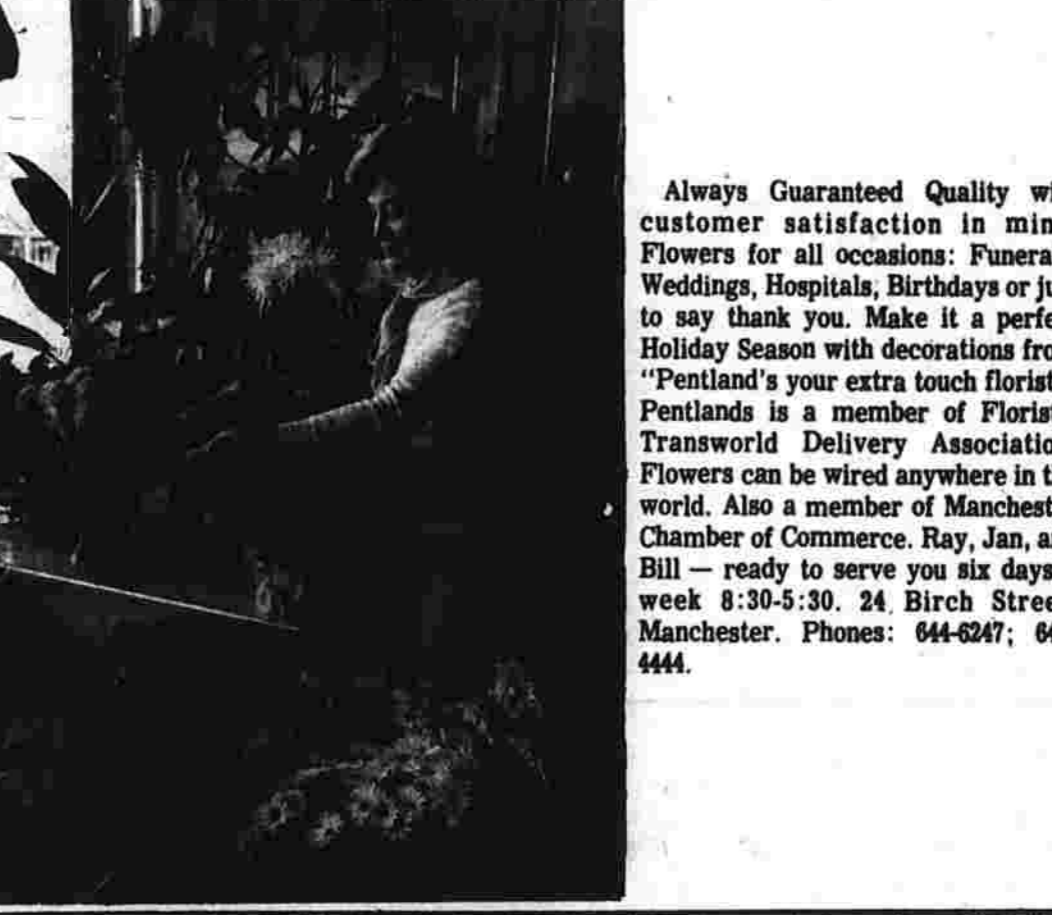 Always Guaranteed Quality wi
customer satisfaction in min
Flowers for all occasions: Funera
Weddings, Hospitals, Birthdays or ju
to say thank you. Make it a perfe
Holiday Season with decorations fro
"Pentland's your extra touch florist
Pentlands is a member of Floris
Transworld Delivery Associatio
Flowers can be wired anywhere in t
world. Also a member of Manchest
Chamber of Commerce. Ray, Jan, a
Bill — ready to serve you six days
week 8:30-5:30. 24 Birch Stree
Manchester. Phones: 644-6247; 64
4444.